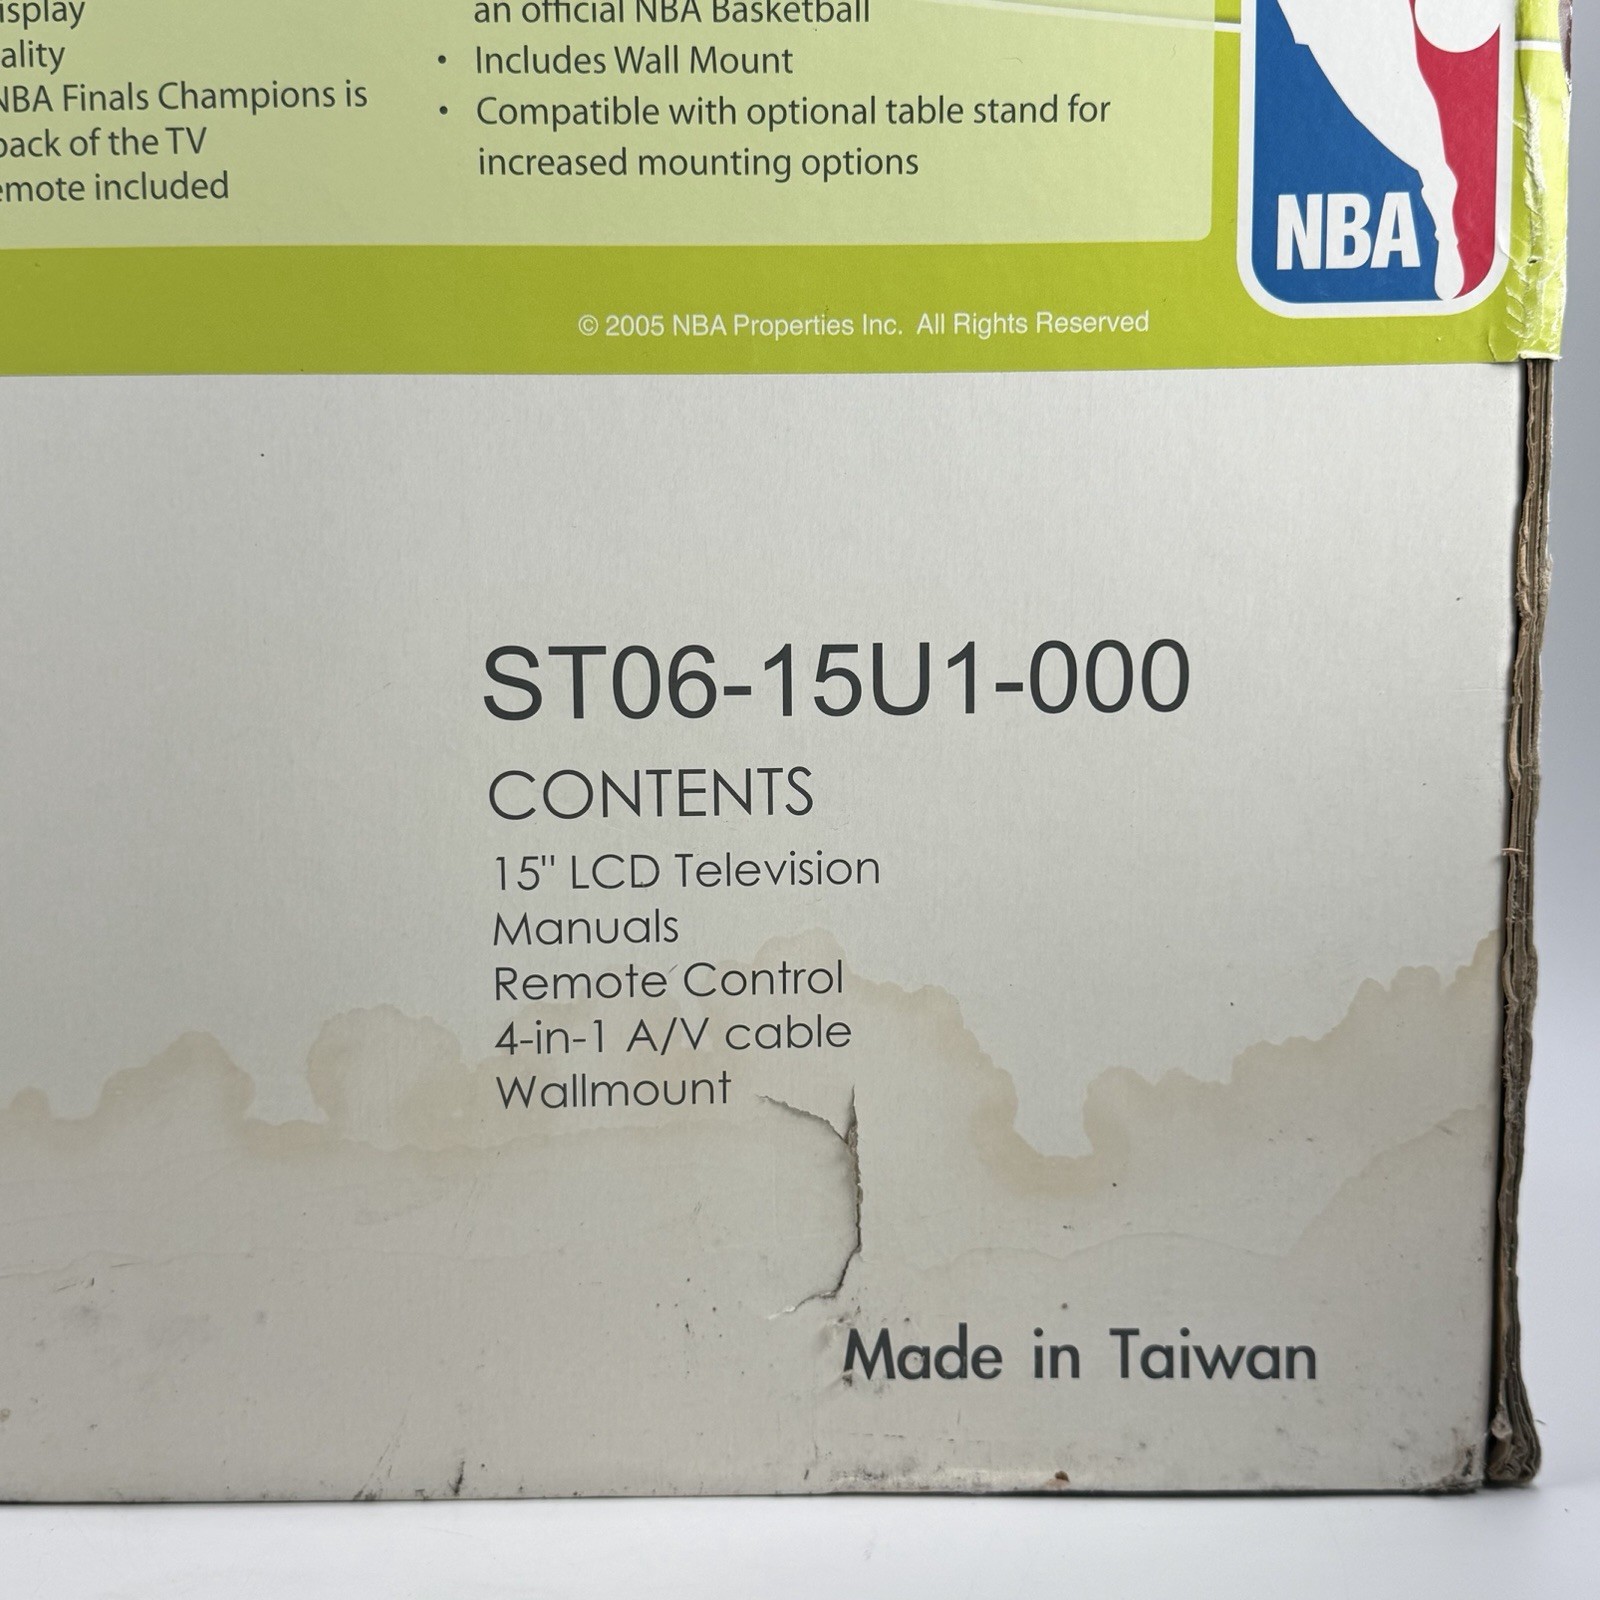 ality
NBA Finals Champions is
back of the TV
emote included
an official NBA Basketball
• Includes Wall Mount
• Compatible with optional table stand for
increased mounting options
NBA
© 2005 NBA Properties Inc. All Rights Reserved
ST06-15U1-000
CONTENTS
15" LCD Television
Manuals
Remote Control
4-in-1 A/V cable
Wallmount
Made in Taiwan